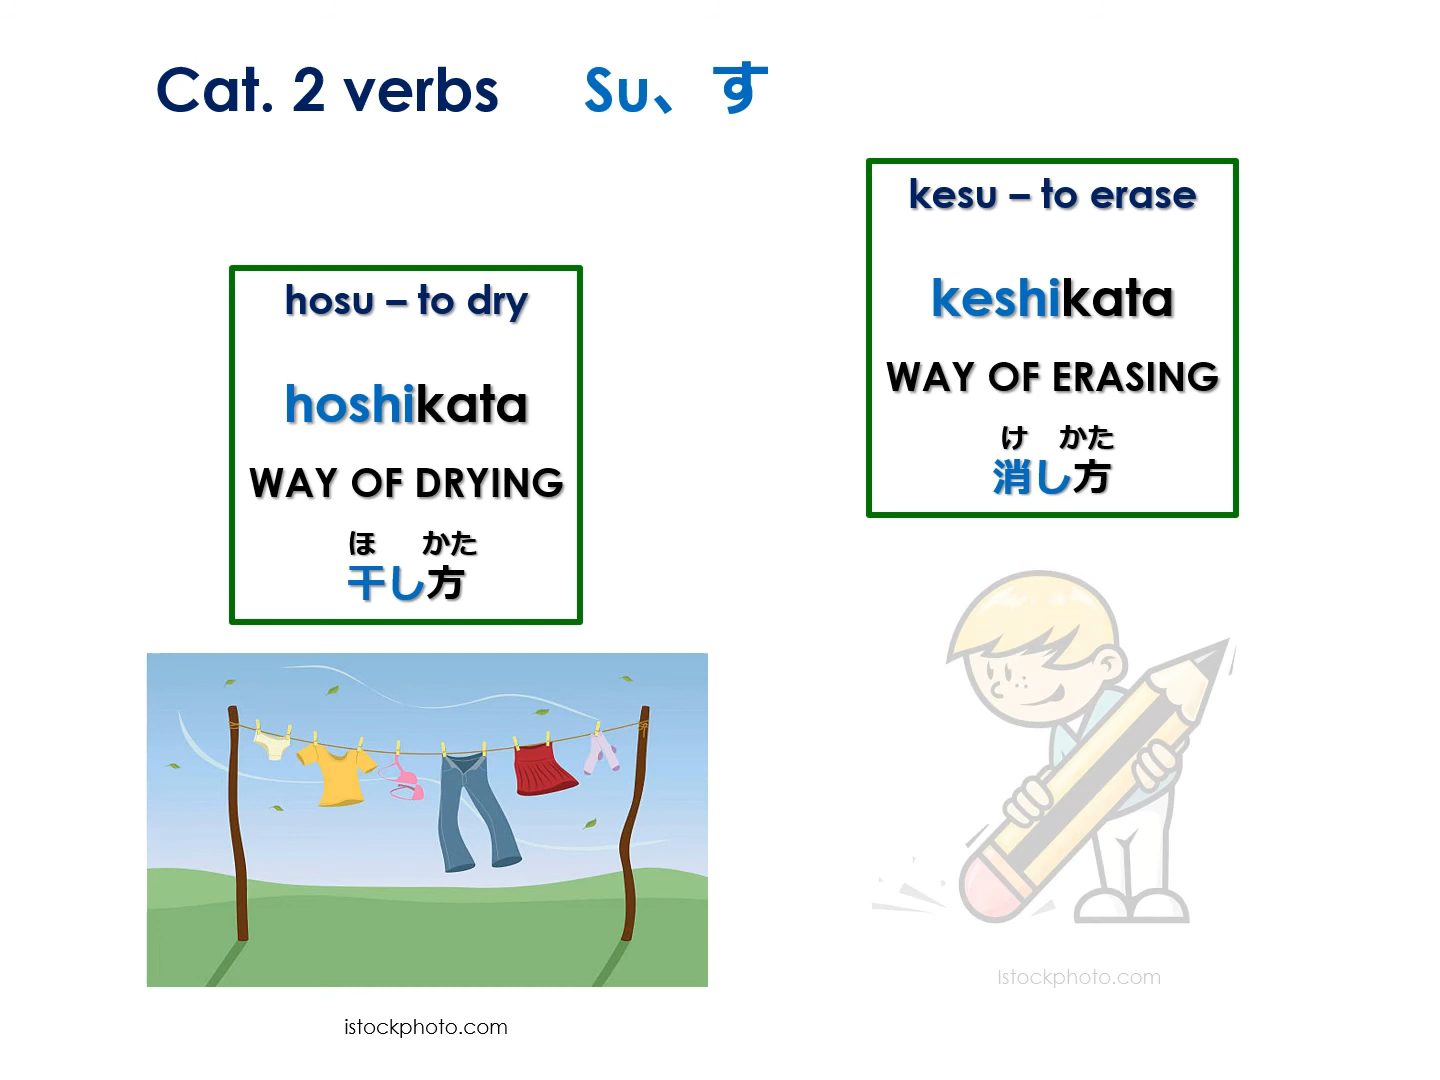 Cat. 2 verbs Su、す
hosu – to dry
hoshikata
WAY OF DRYING
ほ かた
干し方
istockphoto.com
kesu – to erase
keshikata
WAY OF ERASING
け かた
消し方
Istockphoto.com